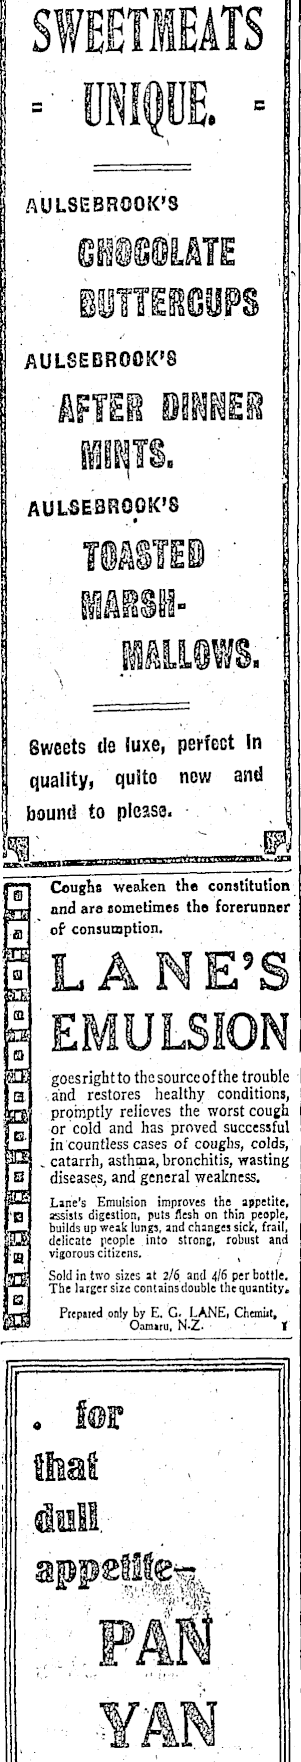 SWEETMEATS
= UNIQUE. =
AULSEBROOK'S
CHOCOLATE
BUTTERCUPS
AULSEBROOK'S
AFTER DINNER
MINTS.
AULSEBROOK'S
TOASTED
MARSH-
MALLOWS.
Sweets de luxe, perfect in
quality, quite new and
bound to please.
Coughs weaken the constitution
and are sometimes the forerunner
of consumption.
LANE'S
EMULSION
goes right to the source of the trouble
and restores healthy conditions,
promptly relieves the worst cough
or cold and has proved successful
in countless cases of coughs, colds,
catarrh, asthma, bronchitis, wasting
diseases, and general weakness.
Lane's Emulsion improves the appetite,
assists digestion, puts flesh on thin people,
builds up weak lungs, and changes sick, frail,
delicate people into strong, robust and
vigorous citizens.
Sold in two sizes at 2/6 and 4/6 per bottle.
The larger size contains double the quantity.
Prepared only by E. G. LANE, Chemist,
Oamaru, N.Z. 1
. for
that
dull
appetite—
PAN
YAN